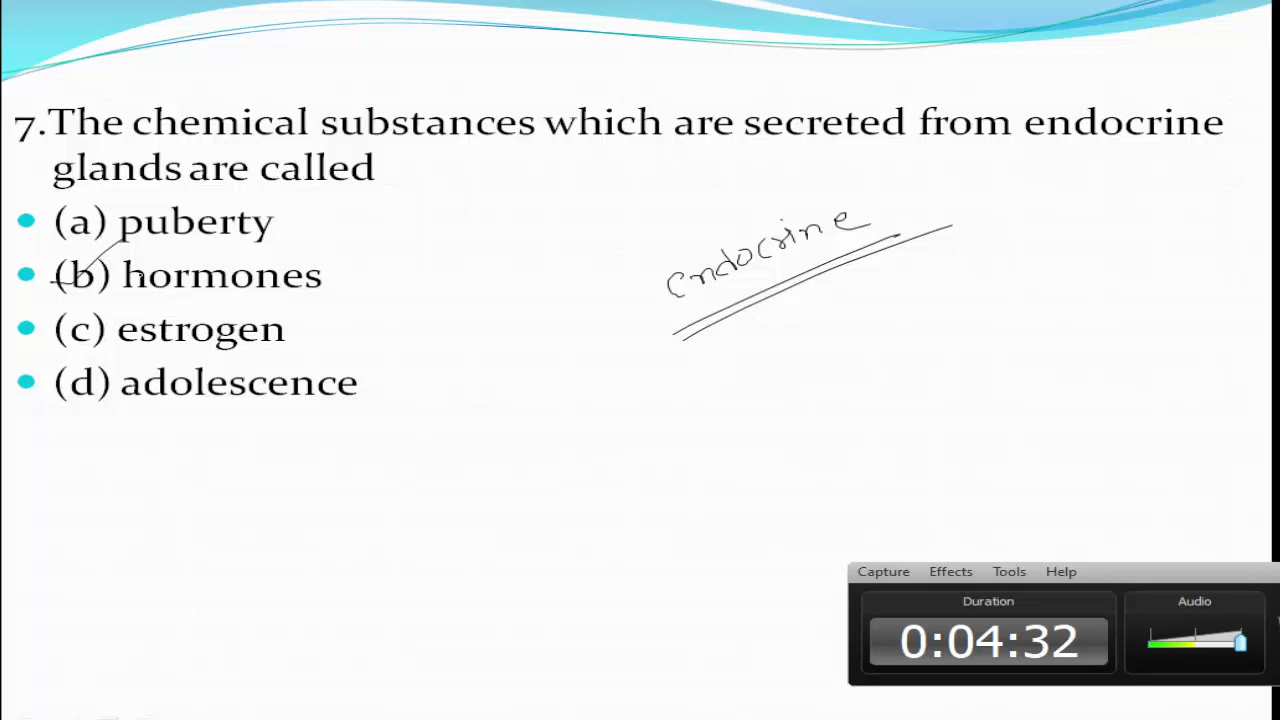 7.The chemical substances which are secreted from endocrine
glands are called
(a) puberty
(b) hormones
(c) estrogen
(d) adolescence
endocrine
Capture Effects Tools Help
Duration Audio
0:04:32